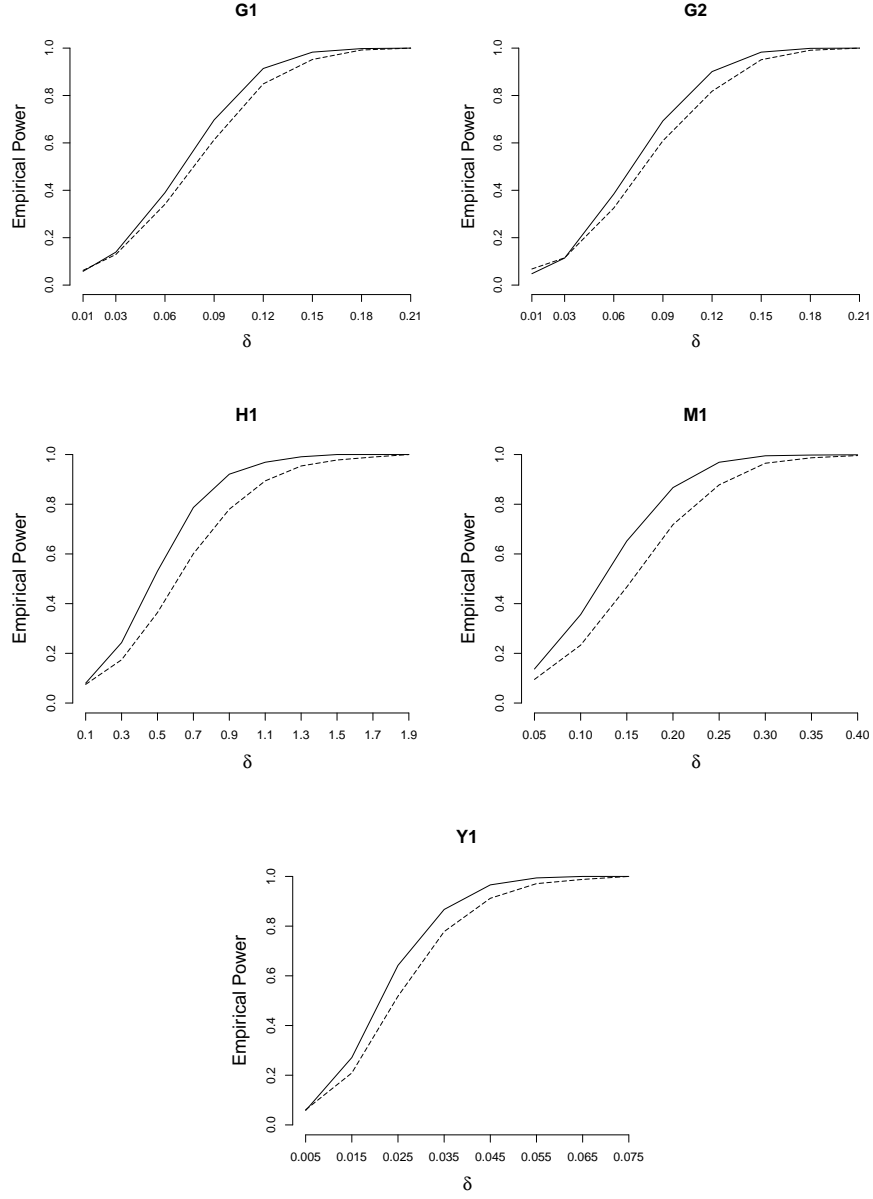 G1
Empirical Power
0.0 0.2 0.4 0.6 0.8 1.0
0.01 0.03 0.06 0.09 0.12 0.15 0.18 0.21
δ
G2
Empirical Power
0.0 0.2 0.4 0.6 0.8 1.0
0.01 0.03 0.06 0.09 0.12 0.15 0.18 0.21
δ
H1
Empirical Power
0.0 0.2 0.4 0.6 0.8 1.0
0.1 0.3 0.5 0.7 0.9 1.1 1.3 1.5 1.7 1.9
δ
M1
Empirical Power
0.0 0.2 0.4 0.6 0.8 1.0
0.05 0.10 0.15 0.20 0.25 0.30 0.35 0.40
δ
Y1
Empirical Power
0.0 0.2 0.4 0.6 0.8 1.0
0.005 0.015 0.025 0.035 0.045 0.055 0.065 0.075
δ